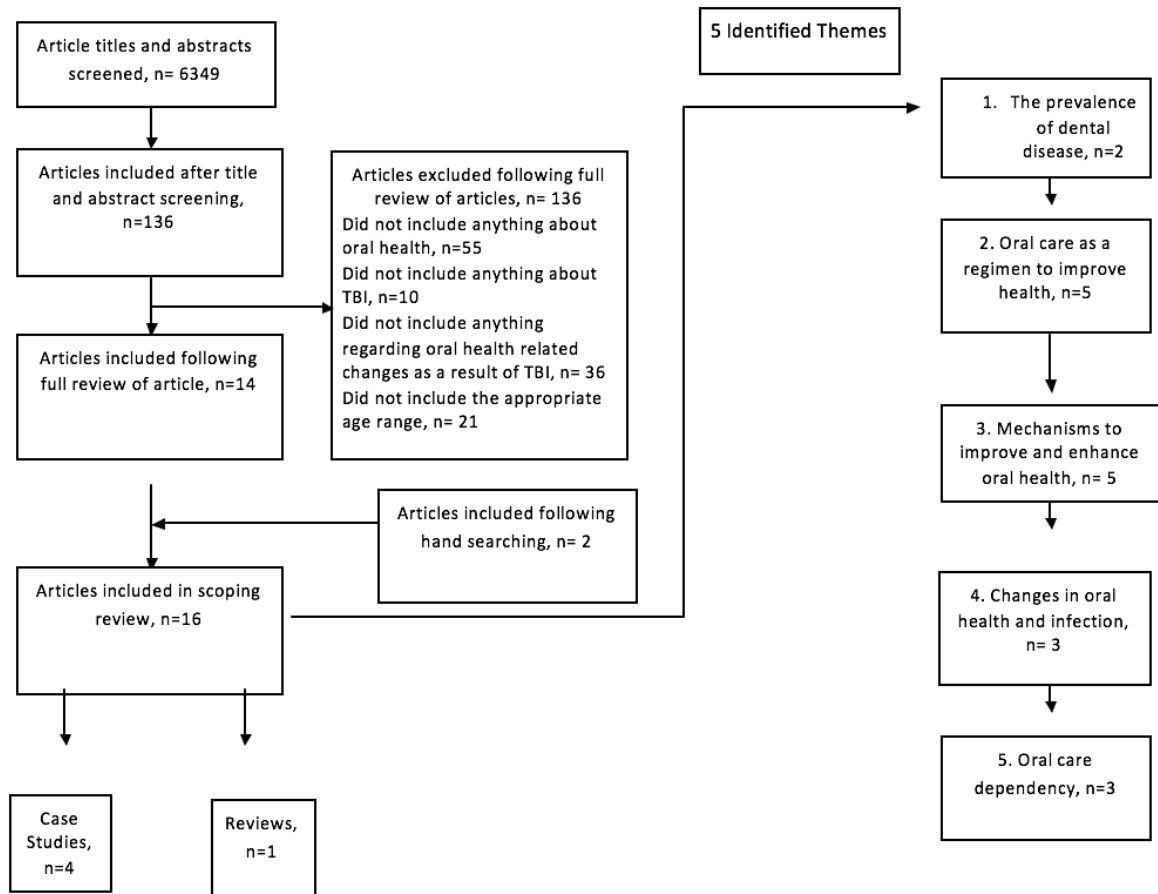 Article titles and abstracts
screened, n= 6349
Articles included after title
and abstract screening,
n=136
Articles excluded following full
review of articles, n= 136
Did not include anything about
oral health, n=55
Did not include anything about
TBI, n=10
Did not include anything
regarding oral health related
changes as a result of TBI, n= 36
Did not include the appropriate
age range, n= 21
Articles included following
full review of article, n=14
Articles included following
hand searching, n= 2
Articles included in scoping
review, n=16
Case
Studies,
n=4
Reviews,
n=1
5 Identified Themes
1. The prevalence
of dental
disease, n=2
2. Oral care as a
regimen to improve
health, n=5
3. Mechanisms to
improve and enhance
oral health, n= 5
4. Changes in oral
health and infection,
n= 3
5. Oral care
dependency, n=3